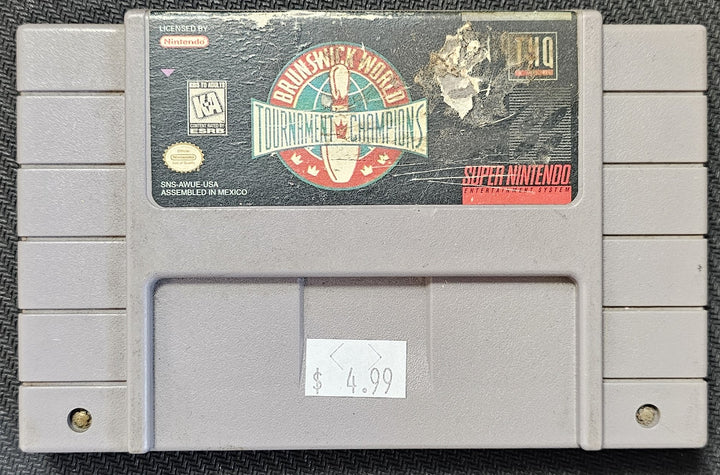 LICENSED BY
Nintendo
KIDS TO ADULTS
KA
CONTENT RATED BY
ESRB
SNS-AWUE-USA
ASSEMBLED IN MEXICO
BRUNSWICK WORLD
TOURNAMENT OF CHAMPIONS
THQ
SUPER NINTENDO
ENTERTAINMENT SYSTEM
$ 4.99